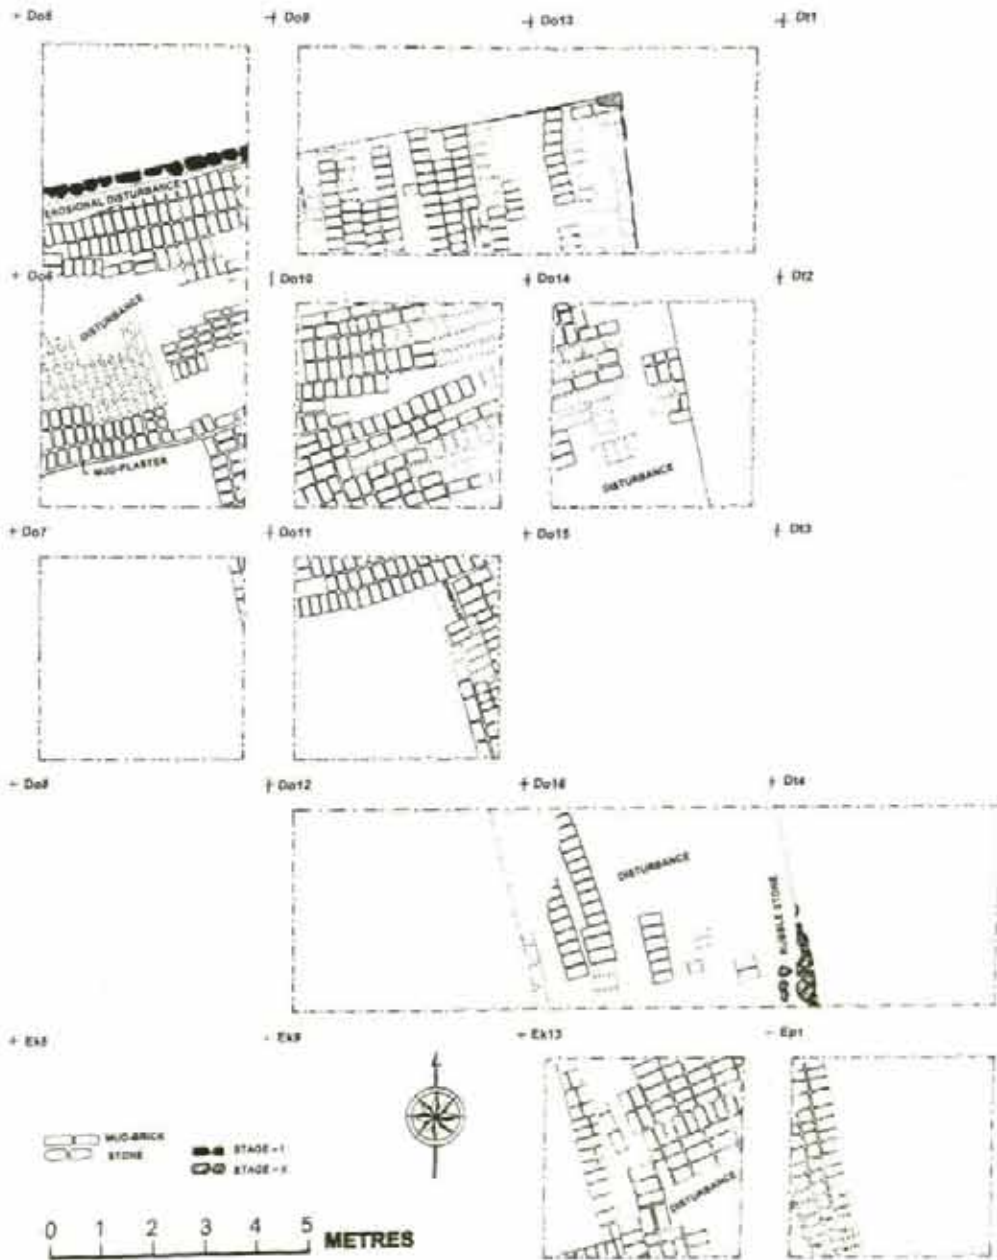 + Do5
+ Do9
+ Do13
+ Dt1
EROSIONAL DISTURBANCE
+ Do6
+ Do10
+ Do14
+ Dt2
DISTURBANCE
MUD-PLASTER
DISTURBANCE
+ Do7
+ Do11
+ Do15
+ Dt3
+ Do8
+ Do12
+ Do16
+ Dt4
DISTURBANCE
RUBBLE STONE
+ Ek5
- Ek9
+ Ek13
- Ep1
MUD-BRICK
STONE
STAGE - I
STAGE - II
DISTURBANCE
0 1 2 3 4 5 METRES